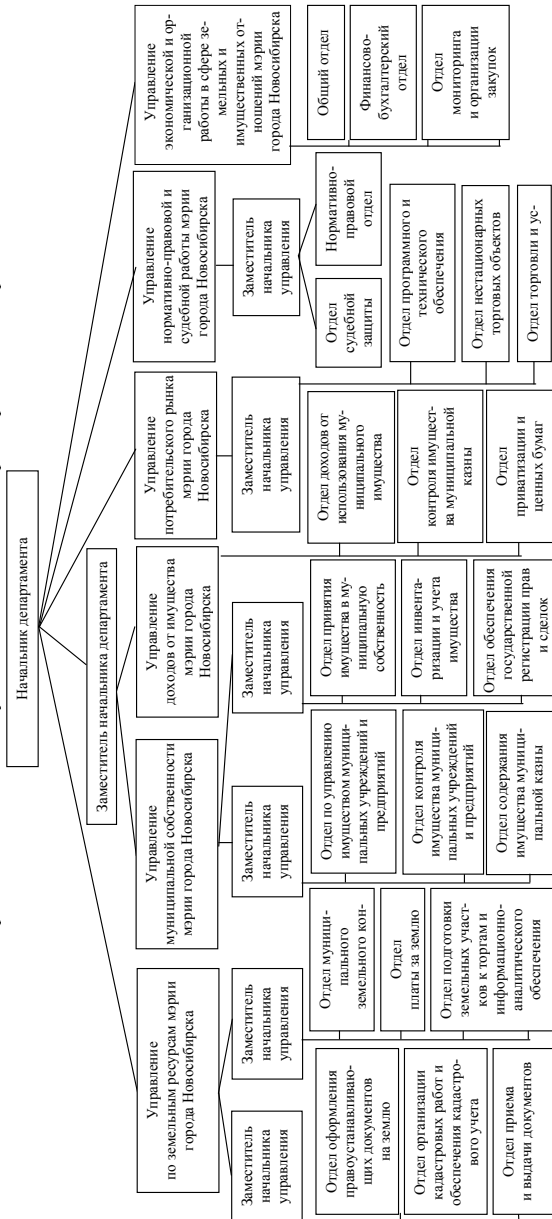 Начальник департамента
Заместитель начальника департамента
Управление
по земельным ресурсам мэрии
города Новосибирска
Управление
муниципальной собственности
мэрии города Новосибирска
Управление
доходов от имущества
мэрии города
Новосибирска
Управление
потребительского рынка
мэрии города
Новосибирска
Управление
нормативно-правовой и
судебной работы мэрии
города Новосибирска
Управление
экономической и ор-
ганизационной
работы в сфере зе-
мельных и
имущественных от-
ношений мэрии
города Новосибирска
Заместитель
начальника
управления
Заместитель
начальника
управления
Заместитель
начальника
управления
Заместитель
начальника
управления
Заместитель
начальника
управления
Заместитель
начальника
управления
Отдел оформления
правоустанавливаю-
щих документов
на землю
Отдел организации
кадастровых работ и
обеспечения кадастро-
вого учета
Отдел приема
и выдачи документов
Отдел муници-
пального
земельного кон-
Отдел
платы за землю
Отдел подготовки
земельных участ-
ков к торгам и
информационно-
аналитического
обеспечения
Отдел по управлению
имуществом муници-
пальных учреждений и
предприятий
Отдел контроля
имущества муници-
пальных учреждений
и предприятий
Отдел содержания
имущества муници-
пальной казны
Отдел принятия
имущества в му-
ниципальную
собственность
Отдел инвента-
ризации и учета
имущества
Отдел обеспечения
государственной
регистрации прав
и сделок
Отдел доходов от
использования му-
ниципального
имущества
Отдел
контроля имущест-
ва муниципальной
казны
Отдел
приватизации и
ценных бумаг
Отдел
судебной
защиты
Нормативно-
правовой
отдел
Отдел программного и
технического
обеспечения
Отдел нестационарных
торговых объектов
Отдел торговли и ус-
Общий отдел
Финансово-
бухгалтерский
отдел
Отдел
мониторинга
и организации
закупок